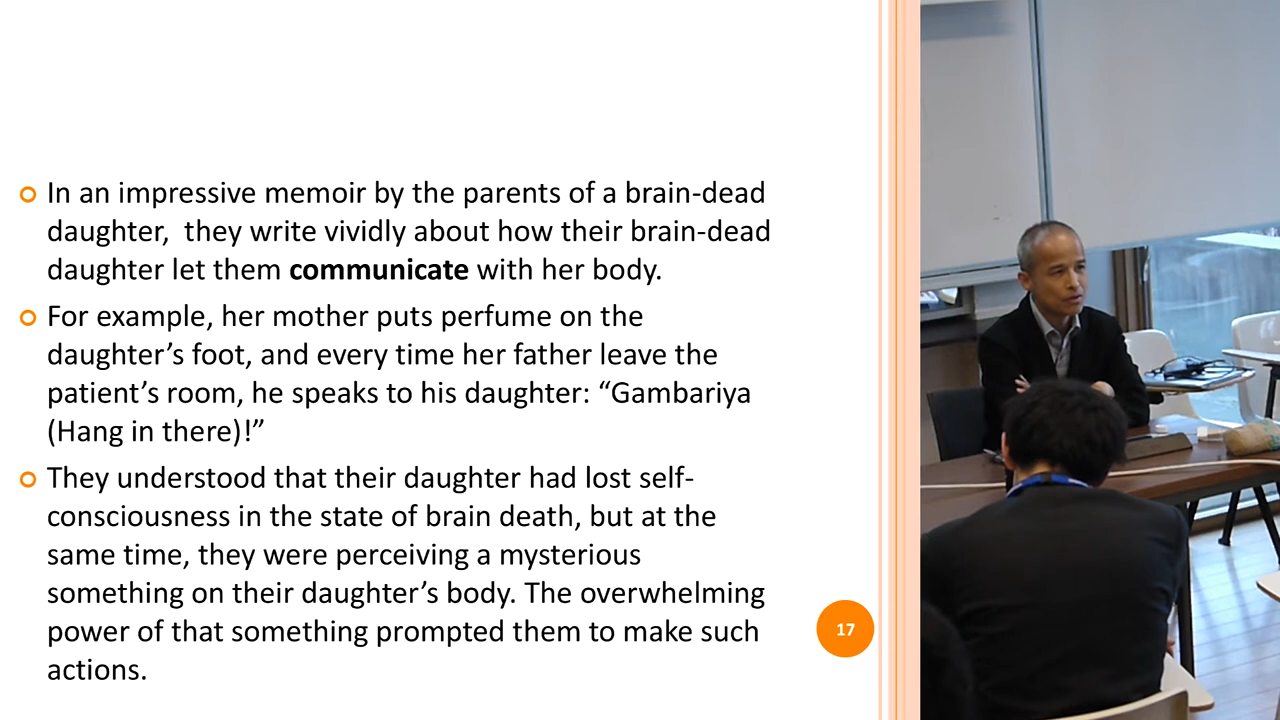 In an impressive memoir by the parents of a brain-dead
daughter,  they write vividly about how their brain-dead
daughter let them communicate with her body.
For example, her mother puts perfume on the
daughter’s foot, and every time her father leave the
patient’s room, he speaks to his daughter: “Gambariya
(Hang in there)!”
They understood that their daughter had lost self-
consciousness in the state of brain death, but at the
same time, they were perceiving a mysterious
something on their daughter’s body. The overwhelming
power of that something prompted them to make such
actions.
17